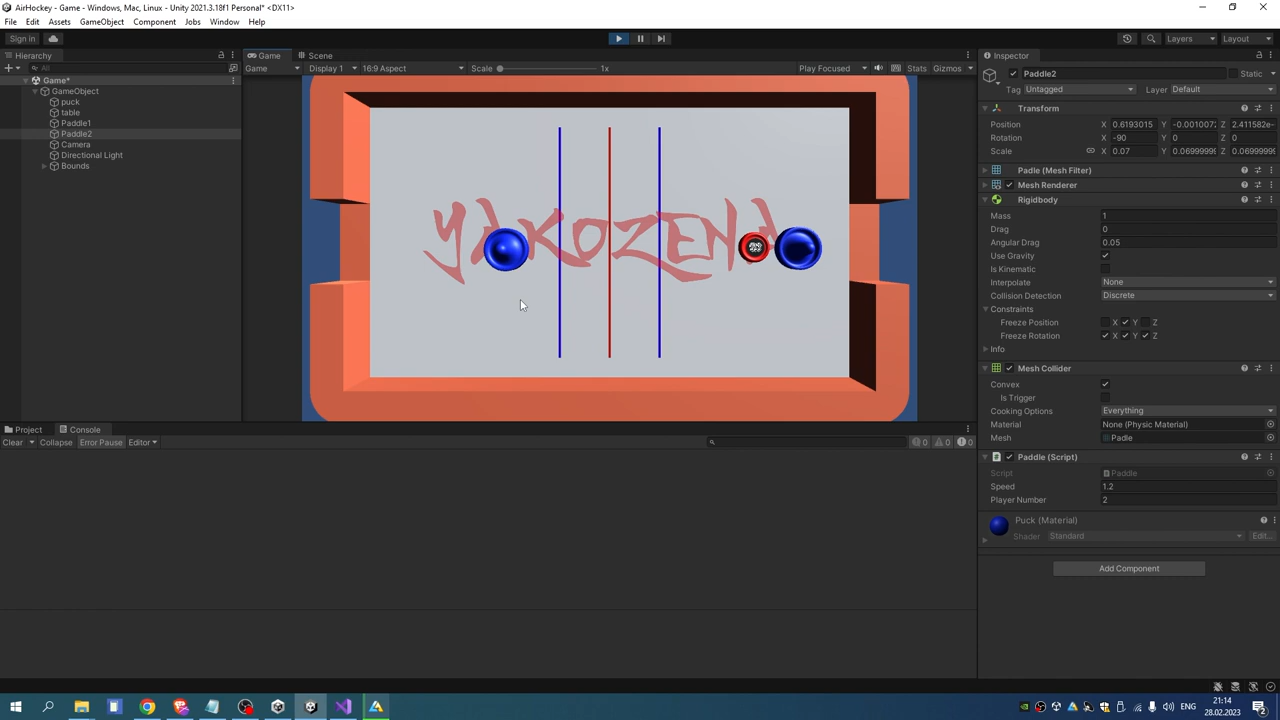 AirHockey - Game - Windows, Mac, Linux - Unity 2021.3.18f1 Personal* <DX11>
File Edit Assets GameObject Component Jobs Window Help
Sign in Layers Layout
Hierarchy
All
Game*
GameObject
puck
table
Paddle1
Paddle2
Camera
Directional Light
Bounds
Game Scene
Game Display 1 16:9 Aspect Scale 1x Play Focused Stats Gizmos
YAKOZENA
Inspector
Paddle2 Static
Tag Untagged Layer Default
Transform
Position X 0.6193015 Y -0.0010072 Z 2.411582e-
Rotation X -90 Y 0 Z 0
Scale X 0.07 Y 0.06999999 Z 0.06999999
Padle (Mesh Filter)
Mesh Renderer
Rigidbody
Mass 1
Drag 0
Angular Drag 0.05
Use Gravity
Is Kinematic
Interpolate None
Collision Detection Discrete
Constraints
Freeze Position X Y Z
Freeze Rotation X Y Z
Info
Mesh Collider
Convex
Is Trigger
Cooking Options Everything
Material None (Physic Material)
Mesh Padle
Paddle (Script)
Script Paddle
Speed 1.2
Player Number 2
Puck (Material)
Shader Standard Edit...
Add Component
Project Console
Clear Collapse Error Pause Editor 0 0 0
ENG 21:14
28.02.2023 2